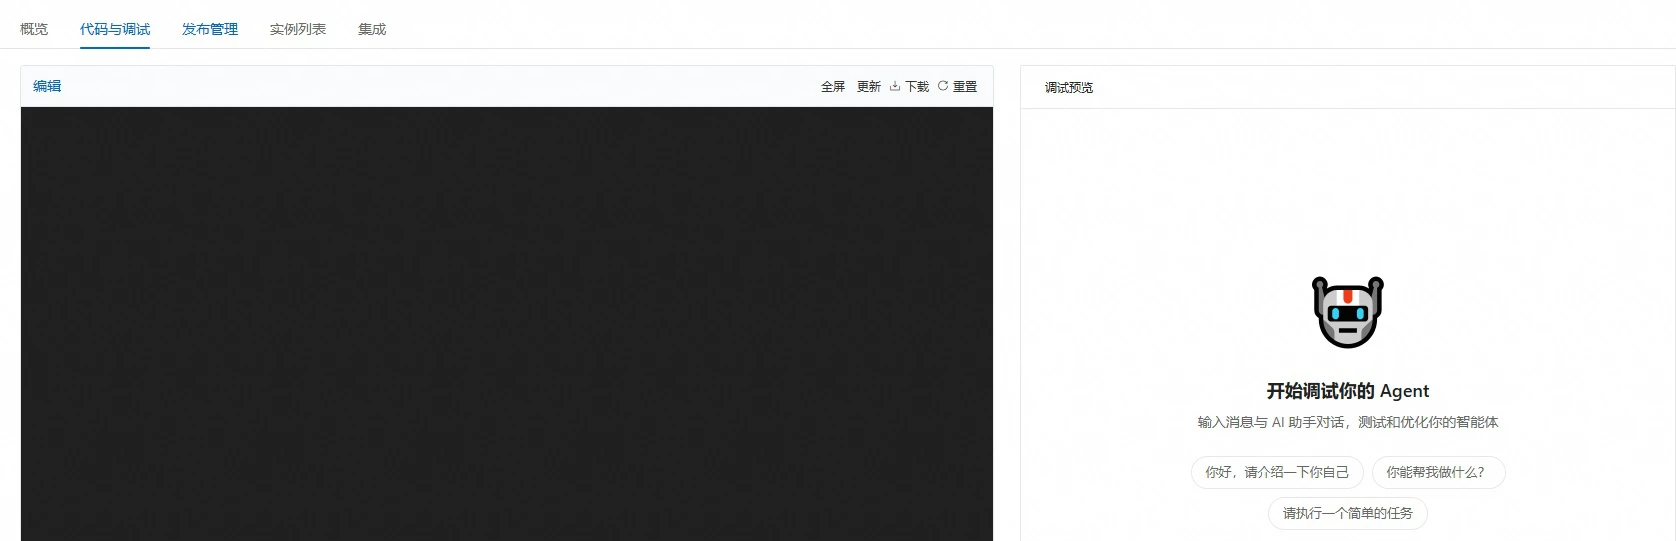 概览 代码与调试 发布管理 实例列表 集成
编辑 全屏 更新 下载 重置
调试预览
开始调试你的 Agent
输入消息与 AI 助手对话，测试和优化你的智能体
你好，请介绍一下你自己 你能帮我做什么？
请执行一个简单的任务